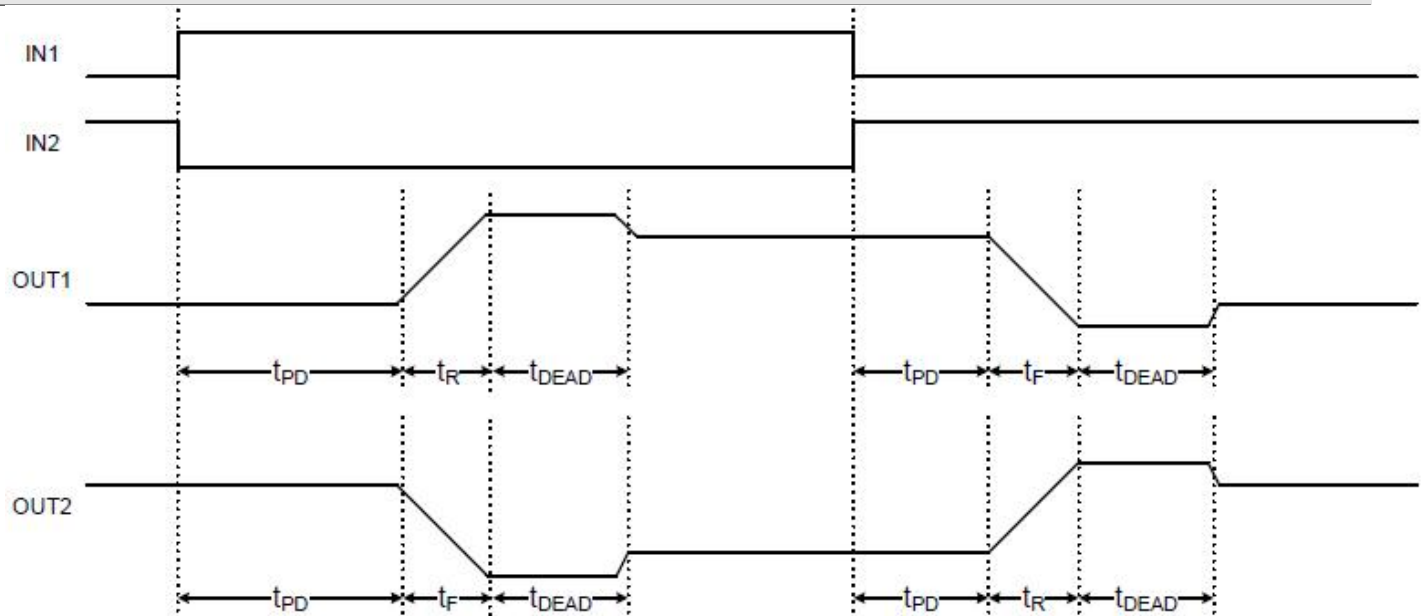 IN1
IN2
OUT1
tPD tR tDEAD tPD tF tDEAD
OUT2
tPD tF tDEAD tPD tR tDEAD